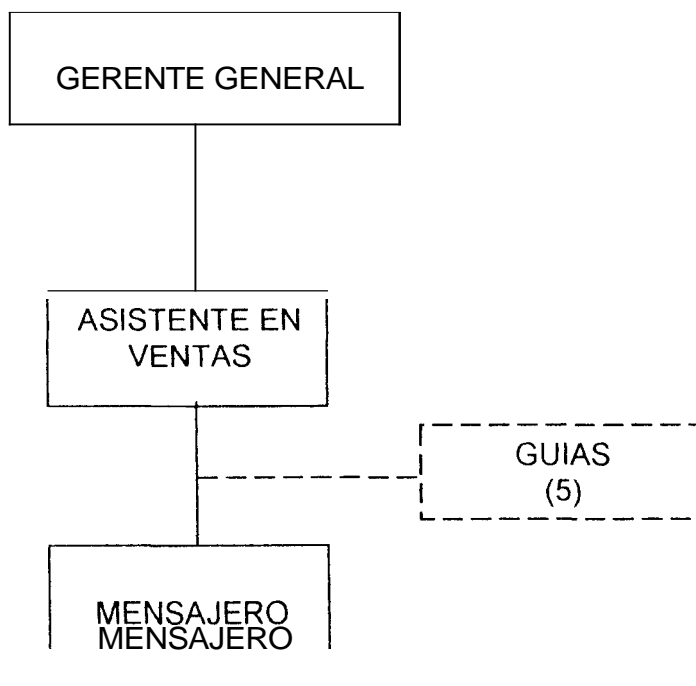 GERENTE GENERAL
ASISTENTE EN
VENTAS
GUIAS
(5)
MENSAJERO
MENSAJERO